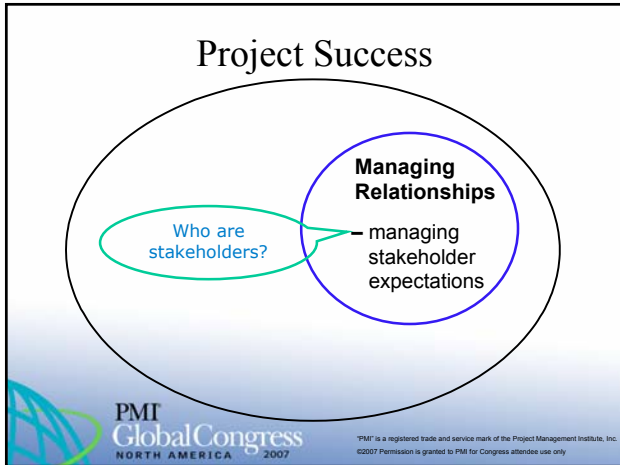 Project Success
Managing
Relationships
– managing
stakeholder
expectations
Who are
stakeholders?
PMI
GlobalCongress
NORTH AMERICA 2007
"PMI" is a registered trade and service mark of the Project Management Institute, Inc.
©2007 Permission is granted to PMI for Congress attendee use only